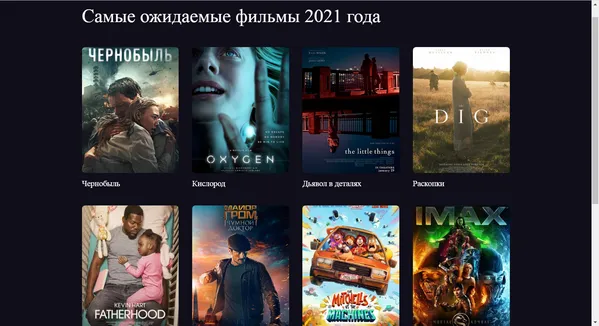 Самые ожидаемые фильмы 2021 года
ЧЕРНОБЫЛЬ
OXYGEN
the little things
THE
DIG
Чернобыль
Кислород
Дьявол в деталях
Раскопки
KEVIN HART
FATHERHOOD
МАЙОР
ГРОМ
ЧУМНОЙ
ДОКТОР
THE
MITCHELLS
VS THE
MACHINES
IMAX